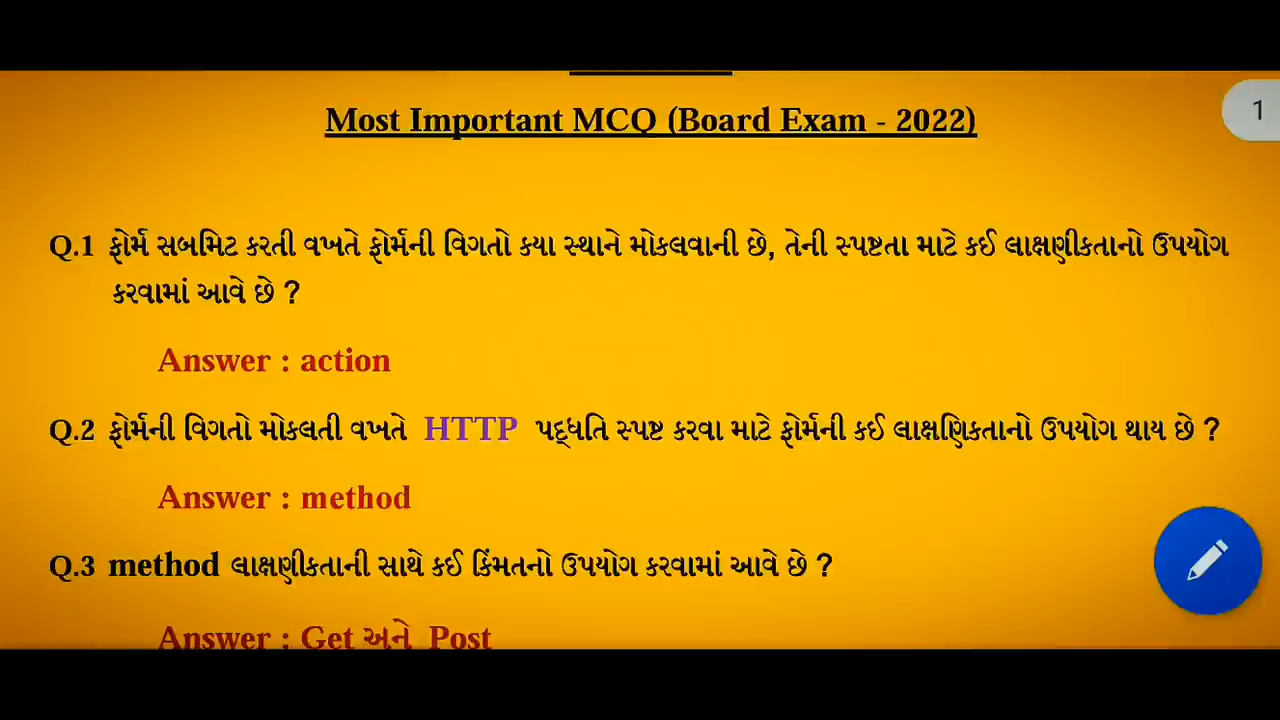 Most Important MCQ (Board Exam - 2022)
1
Q.1 ફોર્મ સબમિટ કરતી વખતે ફોર્મની વિગતો કયા સ્થાને મોકલવાની છે, તેની સ્પષ્ટતા માટે કઈ લાક્ષણીકતાનો ઉપયોગ
કરવામાં આવે છે ?
Answer : action
Q.2 ફોર્મની વિગતો મોકલતી વખતે HTTP પદ્ધતિ સ્પષ્ટ કરવા માટે ફોર્મની કઈ લાક્ષણિકતાનો ઉપયોગ થાય છે ?
Answer : method
Q.3 method લાક્ષણીકતાની સાથે કઈ કિંમતનો ઉપયોગ કરવામાં આવે છે ?
Answer : Get અને Post